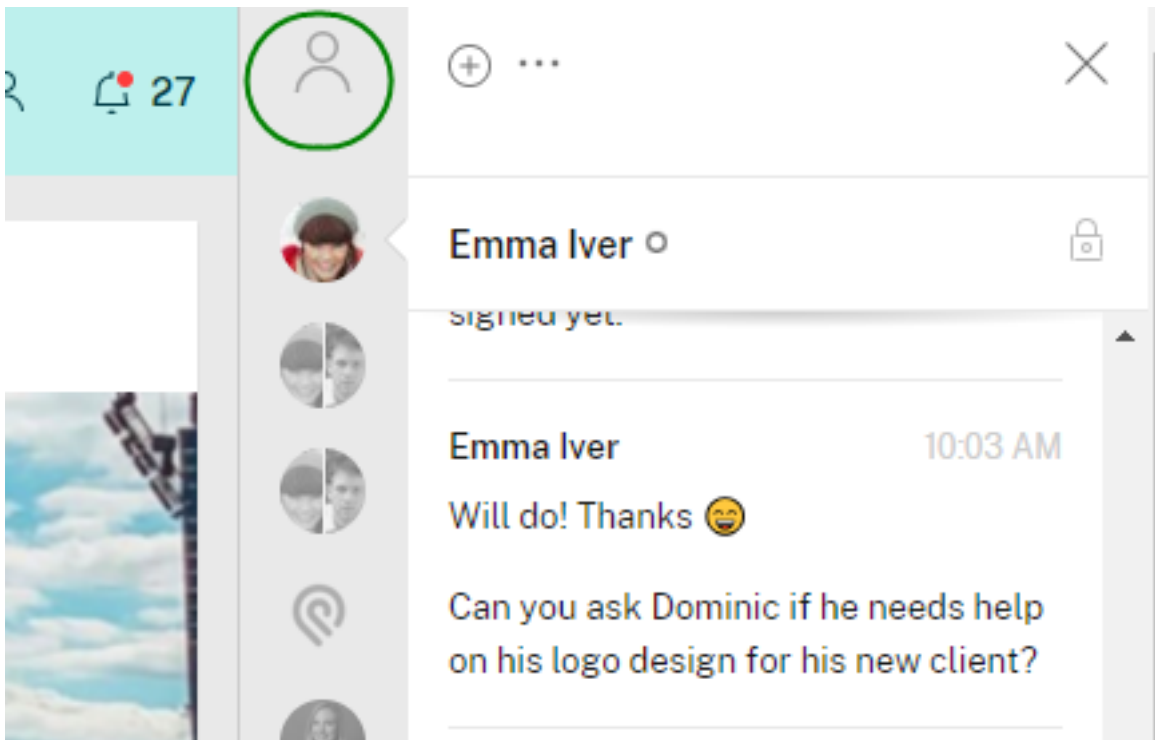 27
Emma Iver
signed yet.
Emma Iver 10:03 AM
Will do! Thanks 😄
Can you ask Dominic if he needs help
on his logo design for his new client?